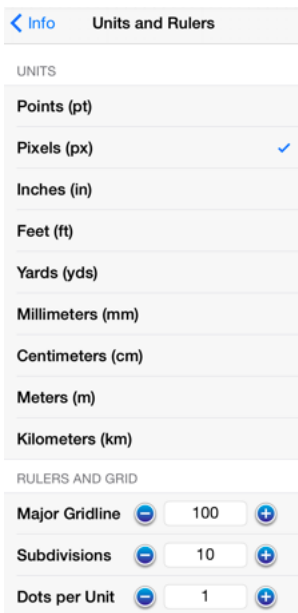 Info Units and Rulers
UNITS
Points (pt)
Pixels (px)
Inches (in)
Feet (ft)
Yards (yds)
Millimeters (mm)
Centimeters (cm)
Meters (m)
Kilometers (km)
RULERS AND GRID
Major Gridline 100
Subdivisions 10
Dots per Unit 1